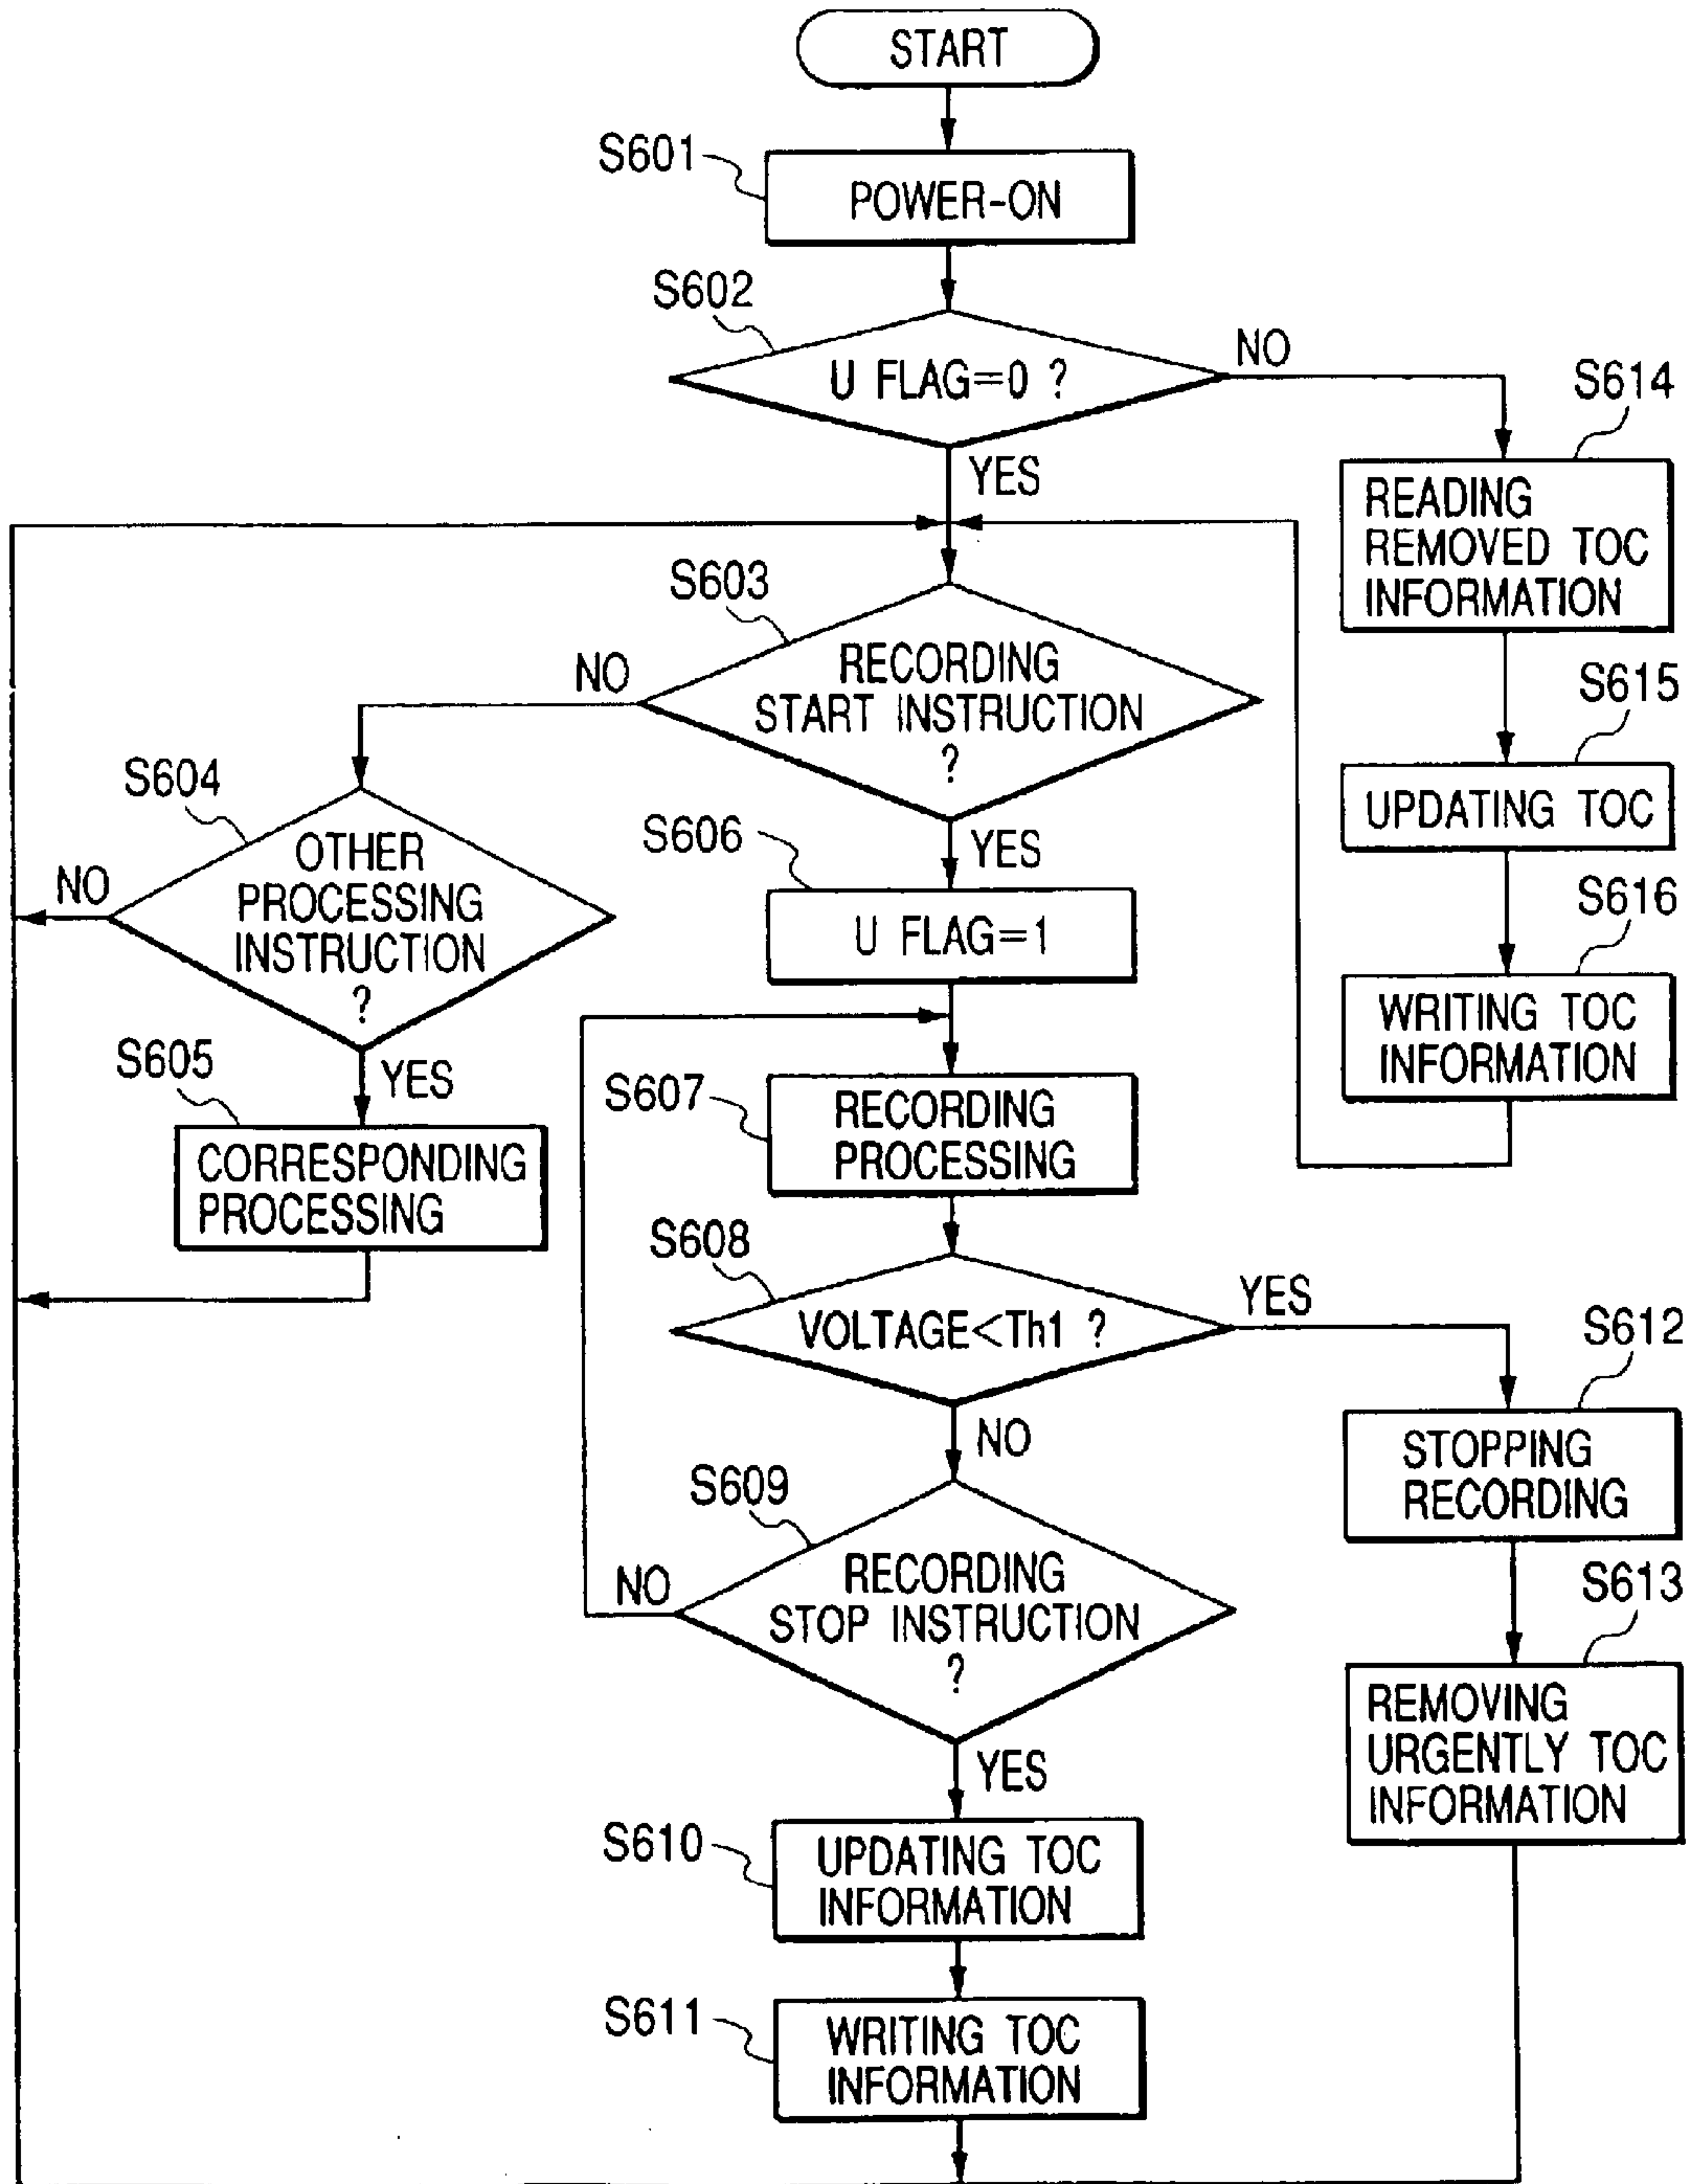 START
S601
POWER-ON
S602
U FLAG=0 ?
NO
YES
S614
READING
REMOVED TOC
INFORMATION
S603
RECORDING
START INSTRUCTION
?
NO
YES
S615
UPDATING TOC
S604
OTHER
PROCESSING
INSTRUCTION
?
NO
YES
S606
U FLAG=1
S616
WRITING TOC
INFORMATION
S605
CORRESPONDING
PROCESSING
S607
RECORDING
PROCESSING
S608
VOLTAGE<Th1 ?
YES
NO
S612
STOPPING
RECORDING
S609
RECORDING
STOP INSTRUCTION
?
NO
YES
S613
REMOVING
URGENTLY TOC
INFORMATION
S610
UPDATING TOC
INFORMATION
S611
WRITING TOC
INFORMATION